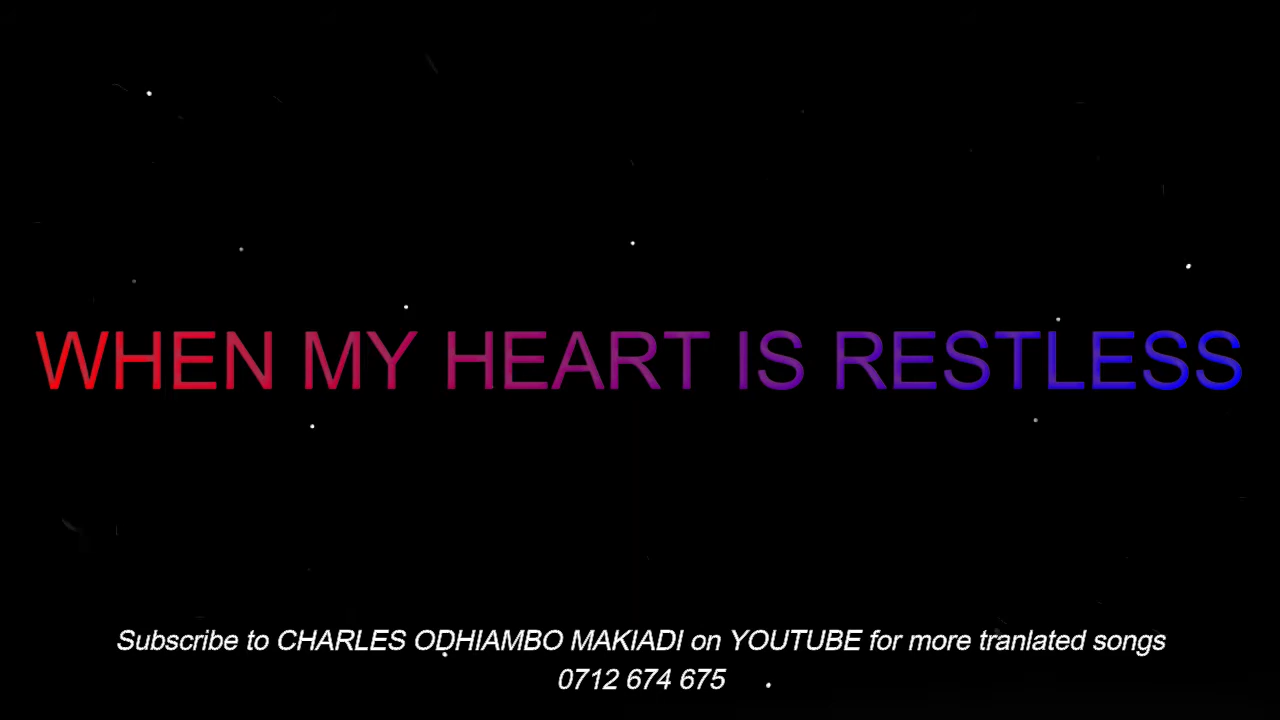 WHEN MY HEART IS RESTLESS
Subscribe to CHARLES ODHIAMBO MAKIADI on YOUTUBE for more tranlated songs
0712 674 675